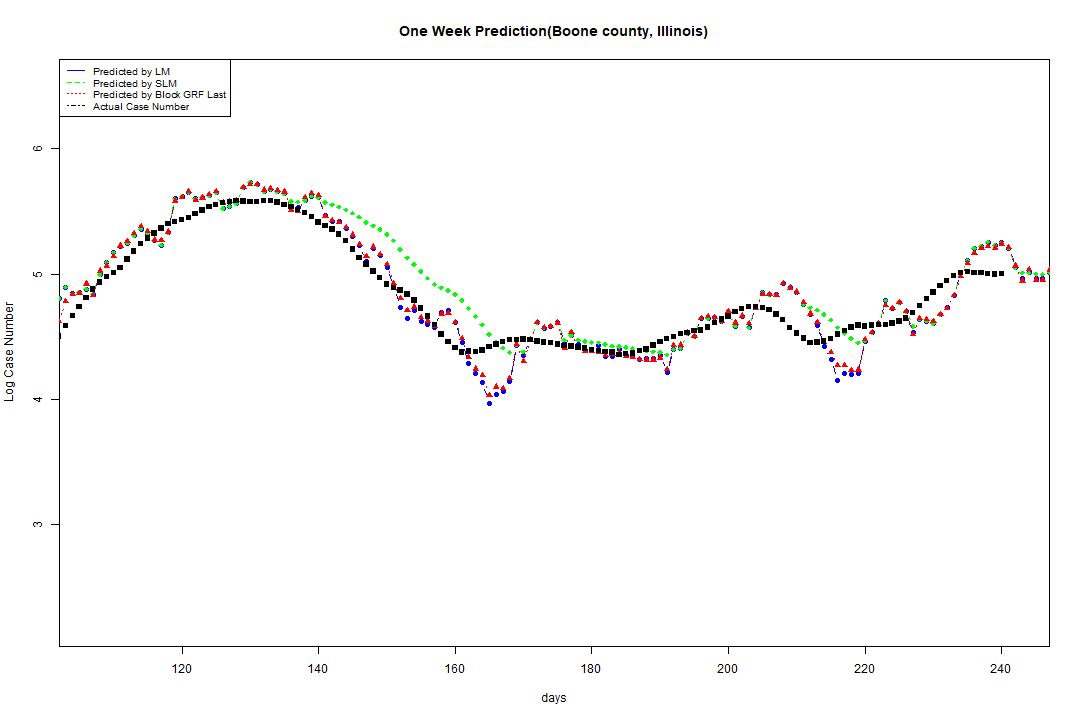 One Week Prediction(Boone county, Illinois)
Predicted by LM
Predicted by SLM
Predicted by Block GRF Last
Actual Case Number
6
5
4
3
Log Case Number
120 140 160 180 200 220 240
days